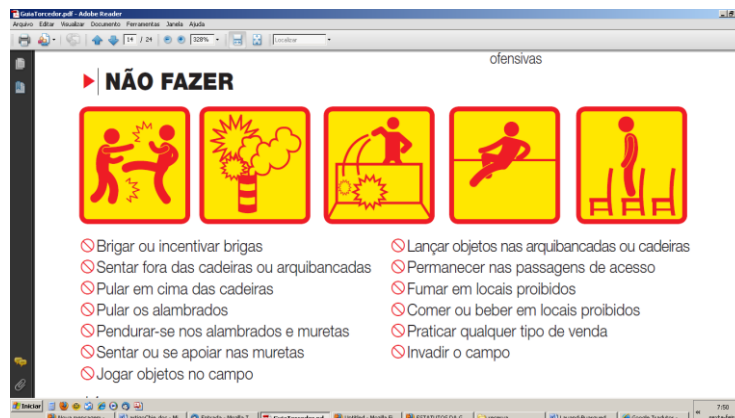 GuiaTorcedor.pdf - Adobe Reader
Arquivo Editar Visualizar Documento Ferramentas Janela Ajuda
14 / 24 328% Localizar
ofensivas
NÃO FAZER
Brigar ou incentivar brigas
Sentar fora das cadeiras ou arquibancadas
Pular em cima das cadeiras
Pular os alambrados
Pendurar-se nos alambrados e muretas
Sentar ou se apoiar nas muretas
Jogar objetos no campo
Lançar objetos nas arquibancadas ou cadeiras
Permanecer nas passagens de acesso
Fumar em locais proibidos
Comer ou beber em locais proibidos
Praticar qualquer tipo de venda
Invadir o campo
Iniciar
7:50